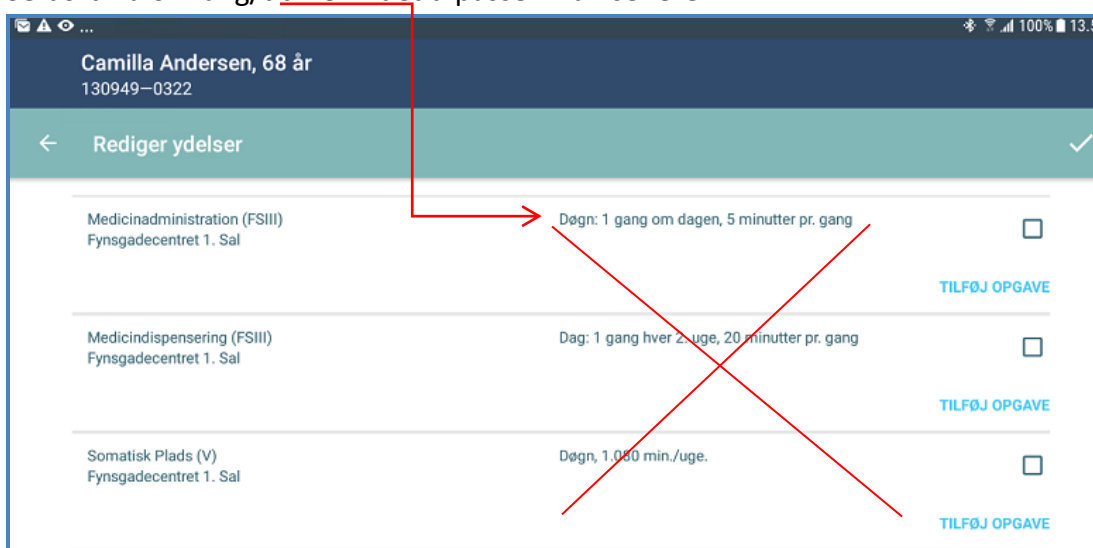 ...
100% 13.5
Camilla Andersen, 68 år
130949–0322
← Rediger ydelser
Medicinadministration (FSIII)
Døgn: 1 gang om dagen, 5 minutter pr. gang
Fynsgadecentret 1. Sal
TILFØJ OPGAVE
Medicindispensering (FSIII)
Dag: 1 gang hver 2. uge, 20 minutter pr. gang
Fynsgadecentret 1. Sal
TILFØJ OPGAVE
Somatisk Plads (V)
Døgn, 1.080 min./uge.
Fynsgadecentret 1. Sal
TILFØJ OPGAVE